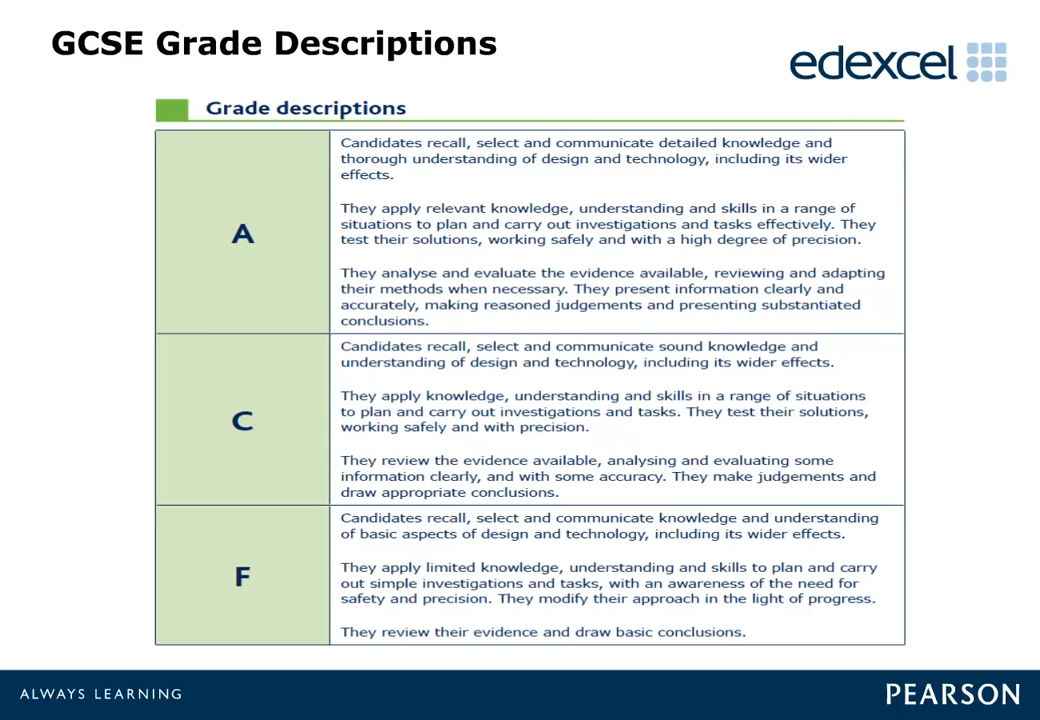 GCSE Grade Descriptions
edexcel
Grade descriptions
A
Candidates recall, select and communicate detailed knowledge and
thorough understanding of design and technology, including its wider
effects.
They apply relevant knowledge, understanding and skills in a range of
situations to plan and carry out investigations and tasks effectively. They
test their solutions, working safely and with a high degree of precision.
They analyse and evaluate the evidence available, reviewing and adapting
their methods when necessary. They present information clearly and
accurately, making reasoned judgements and presenting substantiated
conclusions.
C
Candidates recall, select and communicate sound knowledge and
understanding of design and technology, including its wider effects.
They apply knowledge, understanding and skills in a range of situations
to plan and carry out investigations and tasks. They test their solutions,
working safely and with precision.
They review the evidence available, analysing and evaluating some
information clearly, and with some accuracy. They make judgements and
draw appropriate conclusions.
F
Candidates recall, select and communicate knowledge and understanding
of basic aspects of design and technology, including its wider effects.
They apply limited knowledge, understanding and skills to plan and carry
out simple investigations and tasks, with an awareness of the need for
safety and precision. They modify their approach in the light of progress.
They review their evidence and draw basic conclusions.
ALWAYS LEARNING
PEARSON